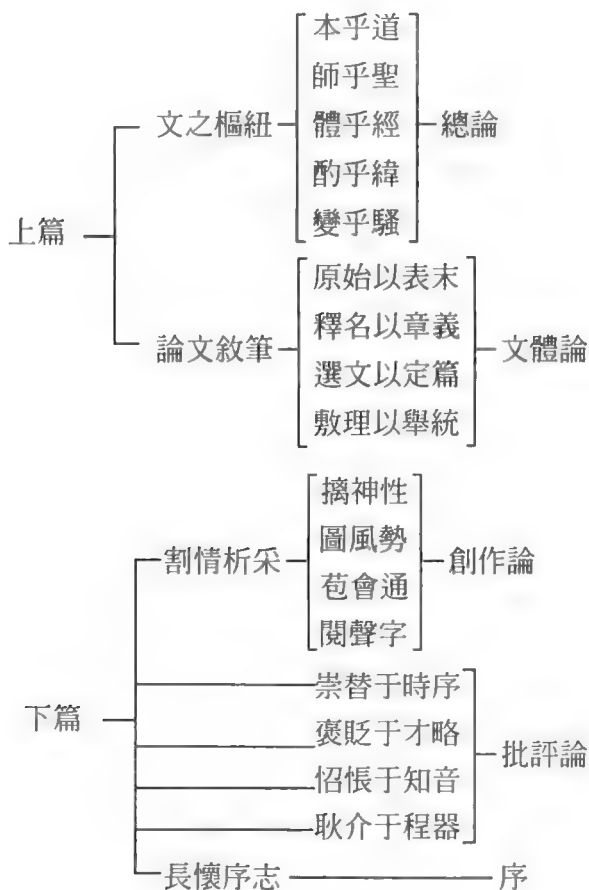 本乎道
師乎聖
文之樞紐 體乎經 總論
酌乎緯
變乎騷
上篇
原始以表末
釋名以章義
論文敘筆 文體論
選文以定篇
敷理以舉統
摛神性
圖風勢
割情析采 創作論
苞會通
閱聲字
崇替于時序
下篇 褒貶于才略
批評論
怊悵于知音
耿介于程器
長懷序志 序